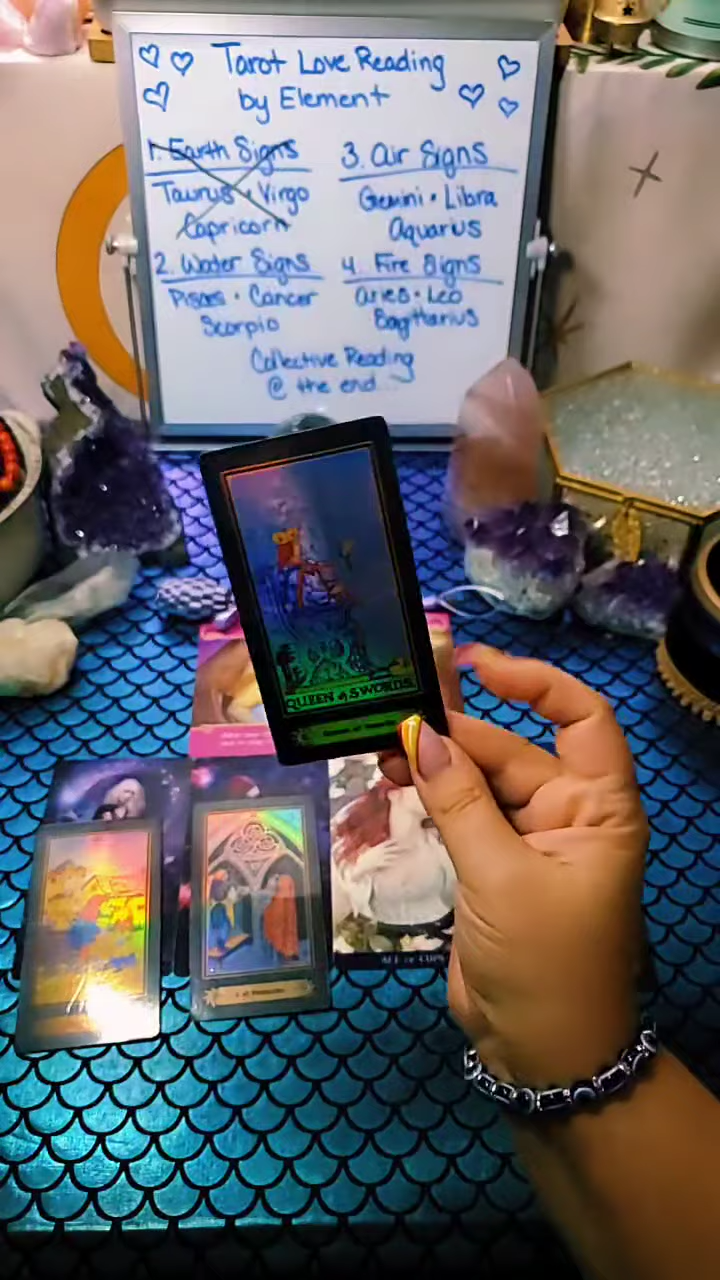 Tarot Love Reading
by Element
1. Earth Signs
Taurus • Virgo
Capricorn
2. Water Signs
Pisces • Cancer
Scorpio
3. Air Signs
Gemini • Libra
Aquarius
4. Fire Signs
Aries • Leo
Sagittarius
Collective Reading
@ the end...
QUEEN of SWORDS
ACE of CUPS